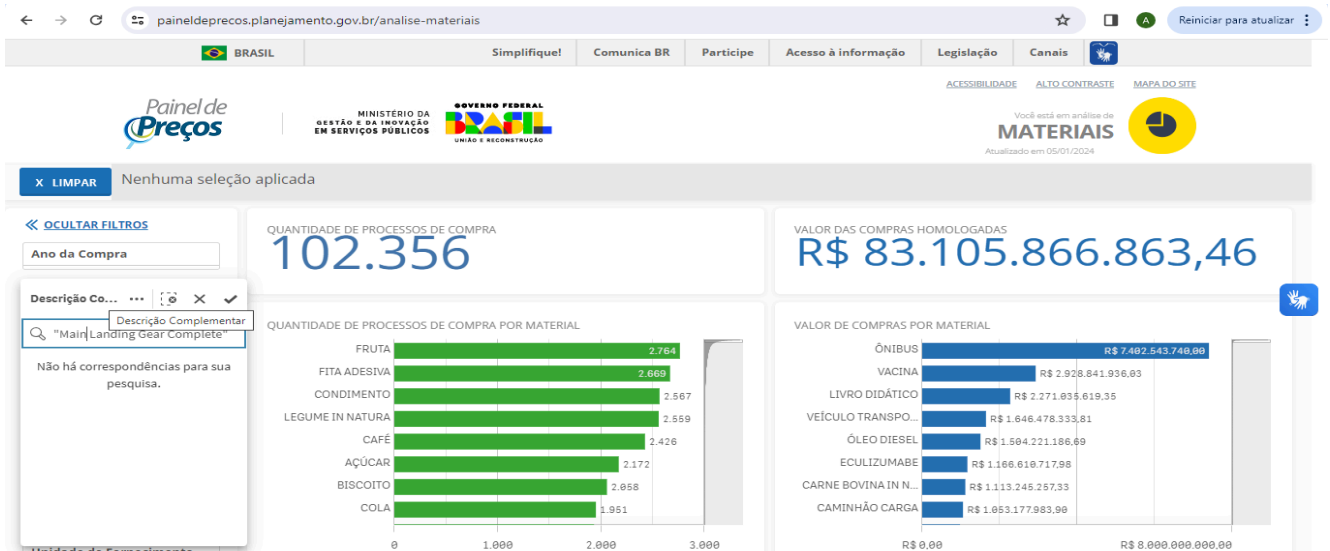 paineldeprecos.planejamento.gov.br/analise-materiais
A
Reiniciar para atualizar
BRASIL
Simplifique!
Comunica BR
Participe
Acesso à informação
Legislação
Canais
ACESSIBILIDADE
ALTO CONTRASTE
MAPA DO SITE
Painel de
Preços
MINISTÉRIO DA
GESTÃO E DA INOVAÇÃO
EM SERVIÇOS PÚBLICOS
GOVERNO FEDERAL
BRASIL
UNIÃO E RECONSTRUÇÃO
Você está em análise de
MATERIAIS
Atualizado em 05/01/2024
X LIMPAR
Nenhuma seleção aplicada
OCULTAR FILTROS
Ano da Compra
Descrição Co... ...
Descrição Complementar
"Main Landing Gear Complete"
Não há correspondências para sua
pesquisa.
Unidade de Fornecimento
QUANTIDADE DE PROCESSOS DE COMPRA
102.356
VALOR DAS COMPRAS HOMOLOGADAS
R$ 83.105.866.863,46
QUANTIDADE DE PROCESSOS DE COMPRA POR MATERIAL
FRUTA 2.764
FITA ADESIVA 2.669
CONDIMENTO 2.567
LEGUME IN NATURA 2.559
CAFÉ 2.426
AÇÚCAR 2.172
BISCOITO 2.058
COLA 1.951
0 1.000 2.000 3.000
VALOR DE COMPRAS POR MATERIAL
ÔNIBUS R$ 7.402.543.740,00
VACINA R$ 2.928.841.936,03
LIVRO DIDÁTICO R$ 2.271.035.619,35
VEÍCULO TRANSPO... R$ 1.646.478.333,81
ÓLEO DIESEL R$ 1.504.221.186,69
ECULIZUMABE R$ 1.166.610.717,98
CARNE BOVINA IN N... R$ 1.113.245.257,33
CAMINHÃO CARGA R$ 1.053.177.983,90
R$ 0,00 R$ 8.000.000.000,00